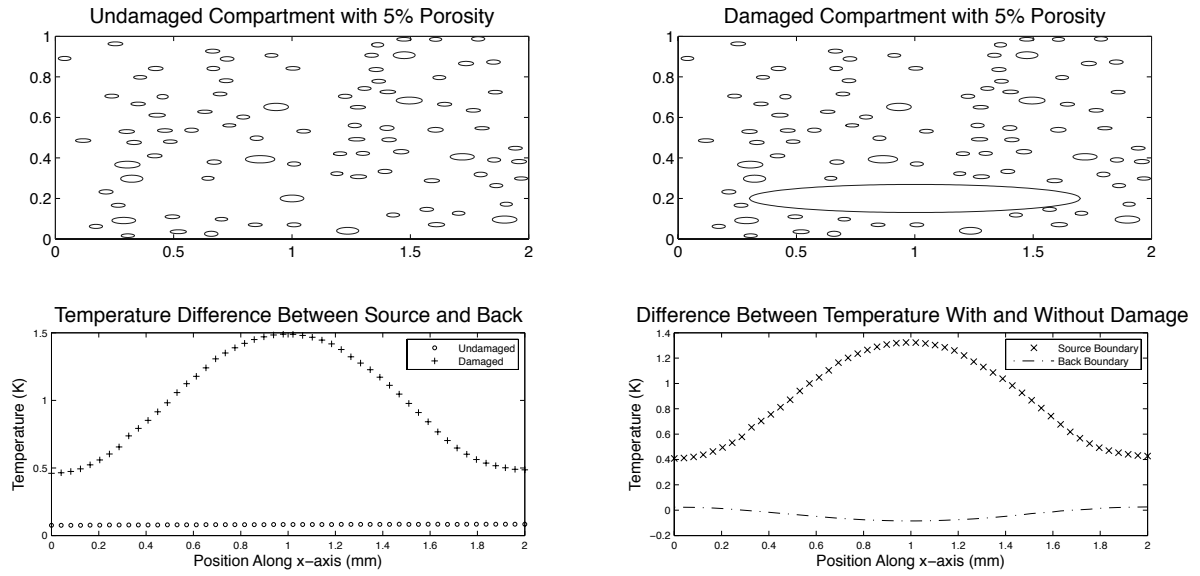 Undamaged Compartment with 5% Porosity
1
0.8
0.6
0.4
0.2
0
0 0.5 1 1.5 2
Damaged Compartment with 5% Porosity
1
0.8
0.6
0.4
0.2
0
0 0.5 1 1.5 2
Temperature Difference Between Source and Back
1.5
1
0.5
0
Temperature (K)
Undamaged
Damaged
0 0.2 0.4 0.6 0.8 1 1.2 1.4 1.6 1.8 2.0
Position Along x−axis (mm)
Difference Between Temperature With and Without Damage
1.4
1.2
1
0.8
0.6
0.4
0.2
0
−0.2
Temperature (K)
Source Boundary
Back Boundary
0 0.2 0.4 0.6 0.8 1.0 1.2 1.4 1.6 1.8 2.0
Position Along x−axis (mm)